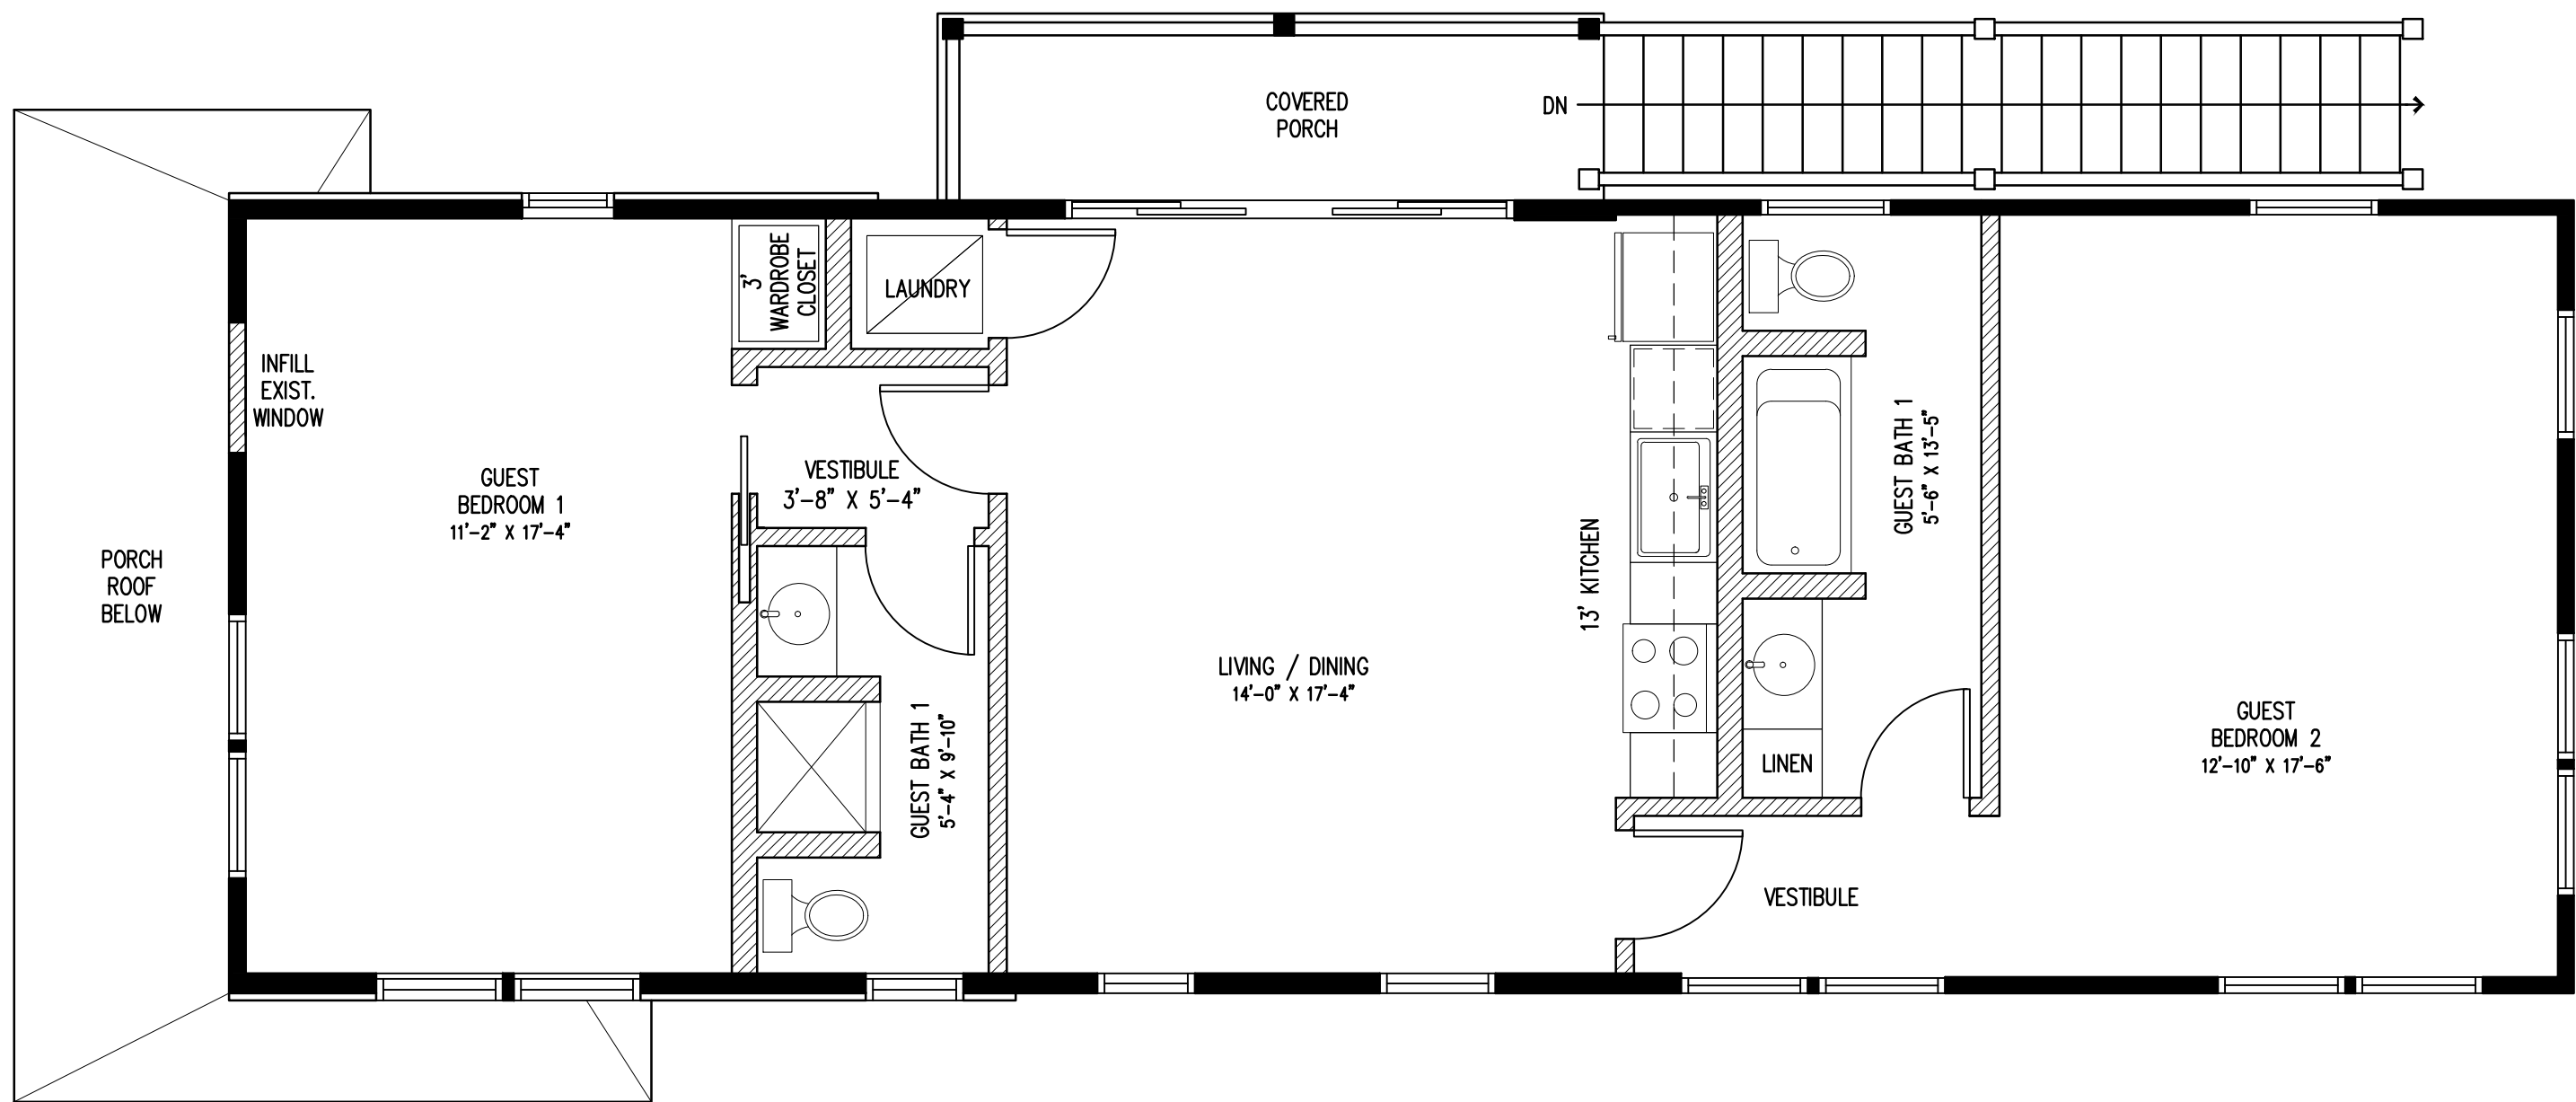 COVERED
PORCH
DN
3'
WARDROBE
CLOSET
LAUNDRY
INFILL
EXIST.
WINDOW
GUEST
BEDROOM 1
11'-2" X 17'-4"
VESTIBULE
3'-8" X 5'-4"
PORCH
ROOF
BELOW
GUEST BATH 1
5'-4" X 9'-10"
LIVING / DINING
14'-0" X 17'-4"
13' KITCHEN
GUEST BATH 1
5'-6" X 13'-5"
LINEN
VESTIBULE
GUEST
BEDROOM 2
12'-10" X 17'-6"